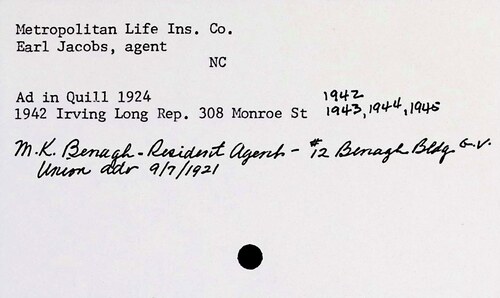 Metropolitan Life Ins. Co.
Earl Jacobs, agent
NC
Ad in Quill 1924 1942
1942 Irving Long Rep. 308 Monroe St 1943, 1944, 1945
M.K. Benagh - Resident Agent - #12 Benagh Bldg G.V.
Union adv 9/7/1921